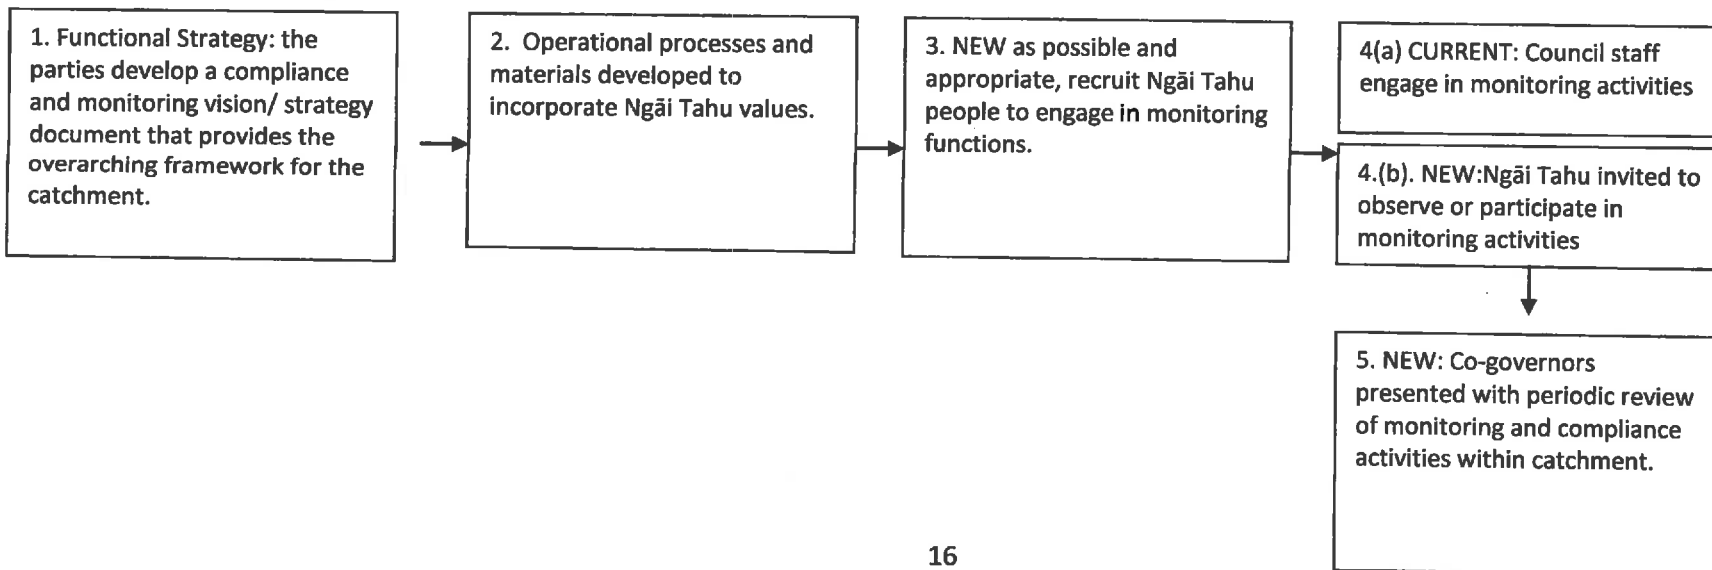 1. Functional Strategy: the
parties develop a compliance
and monitoring vision/ strategy
document that provides the
overarching framework for the
catchment.
2. Operational processes and
materials developed to
incorporate Ngāi Tahu values.
3. NEW as possible and
appropriate, recruit Ngāi Tahu
people to engage in monitoring
functions.
4(a) CURRENT: Council staff
engage in monitoring activities
4.(b). NEW:Ngāi Tahu invited to
observe or participate in
monitoring activities
5. NEW: Co-governors
presented with periodic review
of monitoring and compliance
activities within catchment.
16